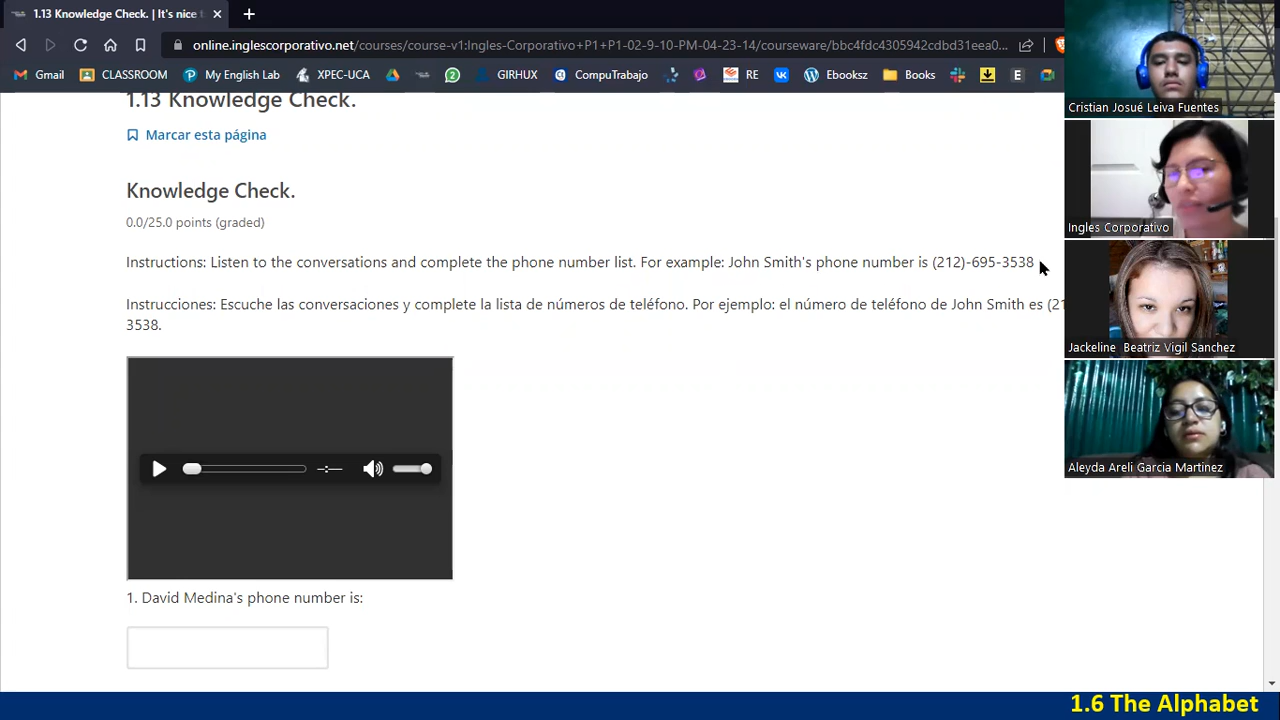 1.13 Knowledge Check. | It's nice t
online.inglescorporativo.net/courses/course-v1:Ingles-Corporativo+P1+P1-02-9-10-PM-04-23-14/courseware/bbc4fdc4305942cdbd31eea0...
Gmail CLASSROOM My English Lab XPEC-UCA GIRHUX CompuTrabajo RE WordPress Ebooksz Books
1.13 Knowledge Check.
Marcar esta página
Knowledge Check.
0.0/25.0 points (graded)
Instructions: Listen to the conversations and complete the phone number list. For example: John Smith's phone number is (212)-695-3538
Instrucciones: Escuche las conversaciones y complete la lista de números de teléfono. Por ejemplo: el número de teléfono de John Smith es (21
3538.
-:--
1. David Medina's phone number is:
Cristian Josué Leiva Fuentes
Ingles Corporativo
Jackeline Beatriz Vigil Sanchez
Aleyda Areli Garcia Martinez
1.6 The Alphabet